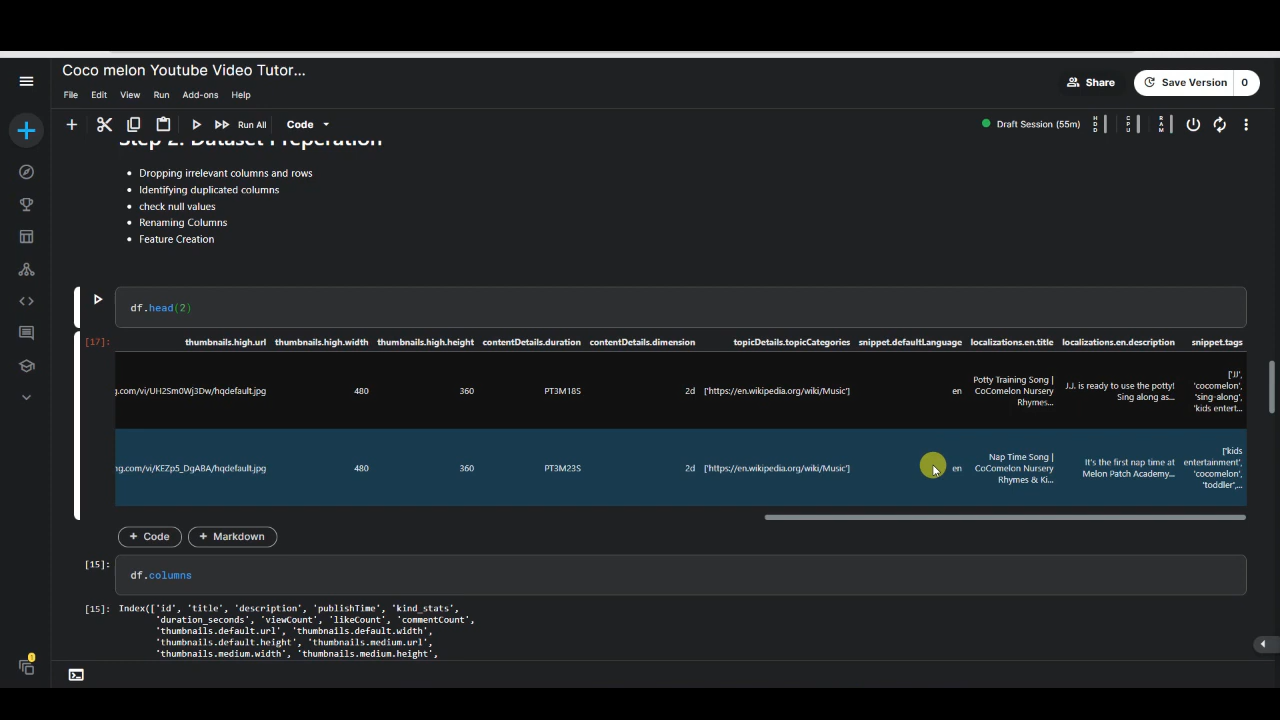 Coco melon Youtube Video Tutor...
File Edit View Run Add-ons Help
Share
Save Version 0
Run All Code
Draft Session (55m) HDD CPU RAM
Step 2: Dataset Preperation
Dropping irrelevant columns and rows
Identifying duplicated columns
check null values
Renaming Columns
Feature Creation
df.head(2)
[17]:
thumbnails.high.url thumbnails.high.width thumbnails.high.height contentDetails.duration contentDetails.dimension topicDetails.topicCategories snippet.defaultLanguage localizations.en.title localizations.en.description snippet.tags
g.com/vi/UH2Sm0Wj3Dw/hqdefault.jpg 480 360 PT3M18S 2d ['https://en.wikipedia.org/wiki/Music'] en
Potty Training Song |
CoComelon Nursery
Rhymes...
J.J. is ready to use the potty!
Sing along as...
['JJ',
'cocomelon',
'sing-along',
'kids entert...
ng.com/vi/KEZp5_DgABA/hqdefault.jpg 480 360 PT3M23S 2d ['https://en.wikipedia.org/wiki/Music'] en
Nap Time Song |
CoComelon Nursery
Rhymes & Ki...
It's the first nap time at
Melon Patch Academy...
['kids
entertainment',
'cocomelon',
'toddler',...
+ Code + Markdown
[15]:
df.columns
[15]: Index(['id', 'title', 'description', 'publishTime', 'kind_stats',
'duration_seconds', 'viewCount', 'likeCount', 'commentCount',
'thumbnails.default.url', 'thumbnails.default.width',
'thumbnails.default.height', 'thumbnails.medium.url',
'thumbnails.medium.width', 'thumbnails.medium.height',